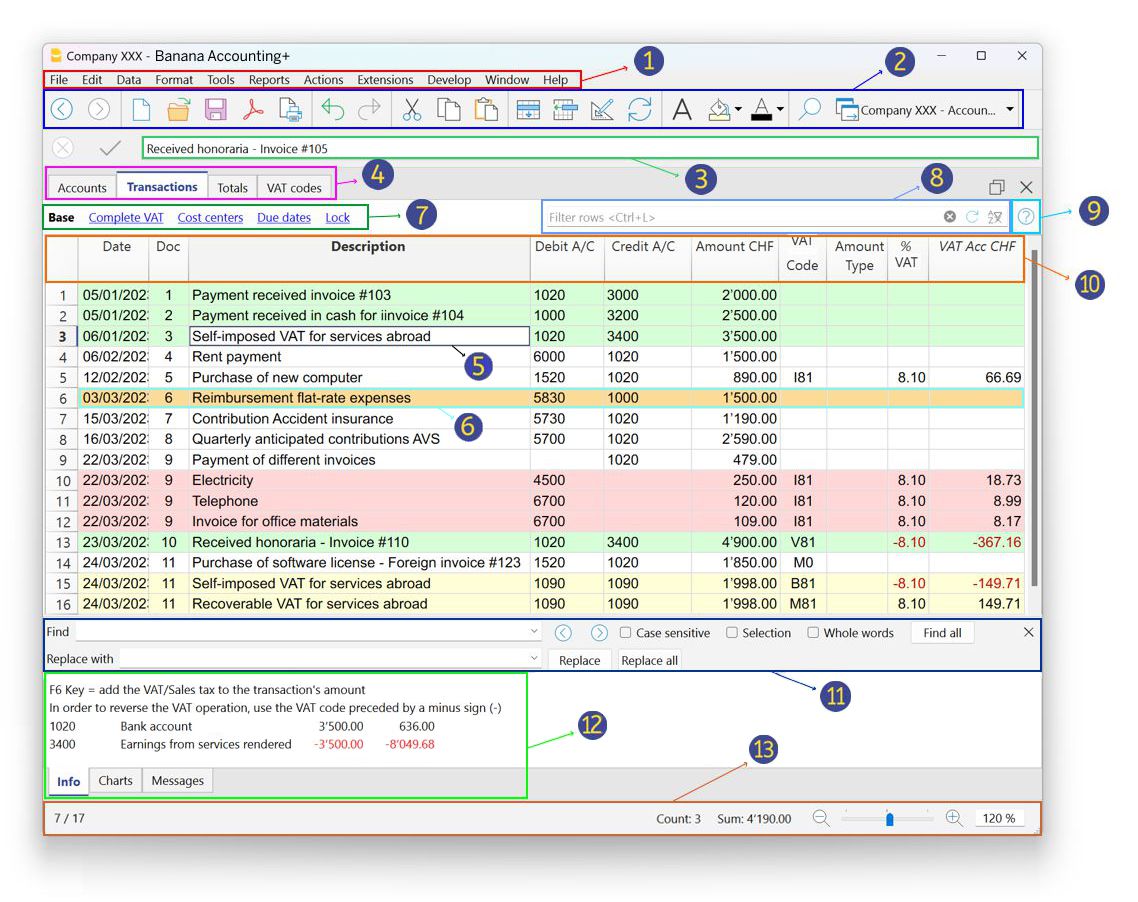 Company XXX - Banana Accounting+
File Edit Data Format Tools Reports Actions Extensions Develop Window Help
1
2
Company XXX - Accoun...
Received honoraria - Invoice #105
3
4
Accounts Transactions Totals VAT codes
8
Base Complete VAT Cost centers Due dates Lock
7
Filter rows <Ctrl+L>
9
Date Doc Description Debit A/C Credit A/C Amount CHF VAT Code Amount Type % VAT VAT Acc CHF
10
1 05/01/202 1 Payment received invoice #103 1020 3000 2'000.00
2 05/01/202 2 Payment received in cash for iinvoice #104 1000 3200 2'500.00
3 06/01/202 3 Self-imposed VAT for services abroad 1020 3400 3'500.00
4 06/02/202 4 Rent payment 6000 1020 1'500.00
5
5 12/02/202 5 Purchase of new computer 1520 1020 890.00 I81 8.10 66.69
6 03/03/202 6 Reimbursement flat-rate expenses 5830 1000 1'500.00
6
7 15/03/202 7 Contribution Accident insurance 5730 1020 1'190.00
8 16/03/202 8 Quarterly anticipated contributions AVS 5700 1020 2'590.00
9 22/03/202 9 Payment of different invoices 1020 479.00
10 22/03/202 9 Electricity 4500 250.00 I81 8.10 18.73
11 22/03/202 9 Telephone 6700 120.00 I81 8.10 8.99
12 22/03/202 9 Invoice for office materials 6700 109.00 I81 8.10 8.17
13 23/03/202 10 Received honoraria - Invoice #110 1020 3400 4'900.00 V81 -8.10 -367.16
14 24/03/202 11 Purchase of software license - Foreign invoice #123 1520 1020 1'850.00 M0
15 24/03/202 11 Self-imposed VAT for services abroad 1090 1090 1'998.00 B81 -8.10 -149.71
16 24/03/202 11 Recoverable VAT for services abroad 1090 1090 1'998.00 M81 8.10 149.71
Find Case sensitive Selection Whole words Find all
Replace with Replace Replace all
11
F6 Key = add the VAT/Sales tax to the transaction's amount
In order to reverse the VAT operation, use the VAT code preceded by a minus sign (-)
1020 Bank account 3'500.00 636.00
3400 Earnings from services rendered -3'500.00 -8'049.68
12
13
Info Charts Messages
7 / 17 Count: 3 Sum: 4'190.00 120 %